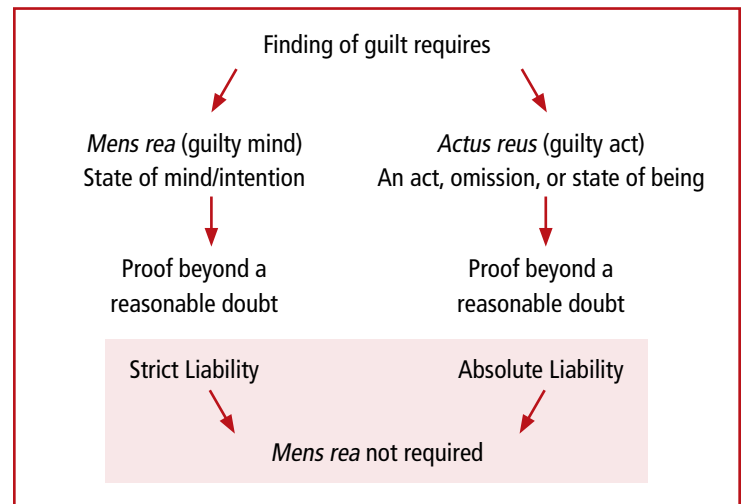 Finding of guilt requires
Mens rea (guilty mind)
State of mind/intention
Actus reus (guilty act)
An act, omission, or state of being
Proof beyond a
reasonable doubt
Proof beyond a
reasonable doubt
Strict Liability
Absolute Liability
Mens rea not required